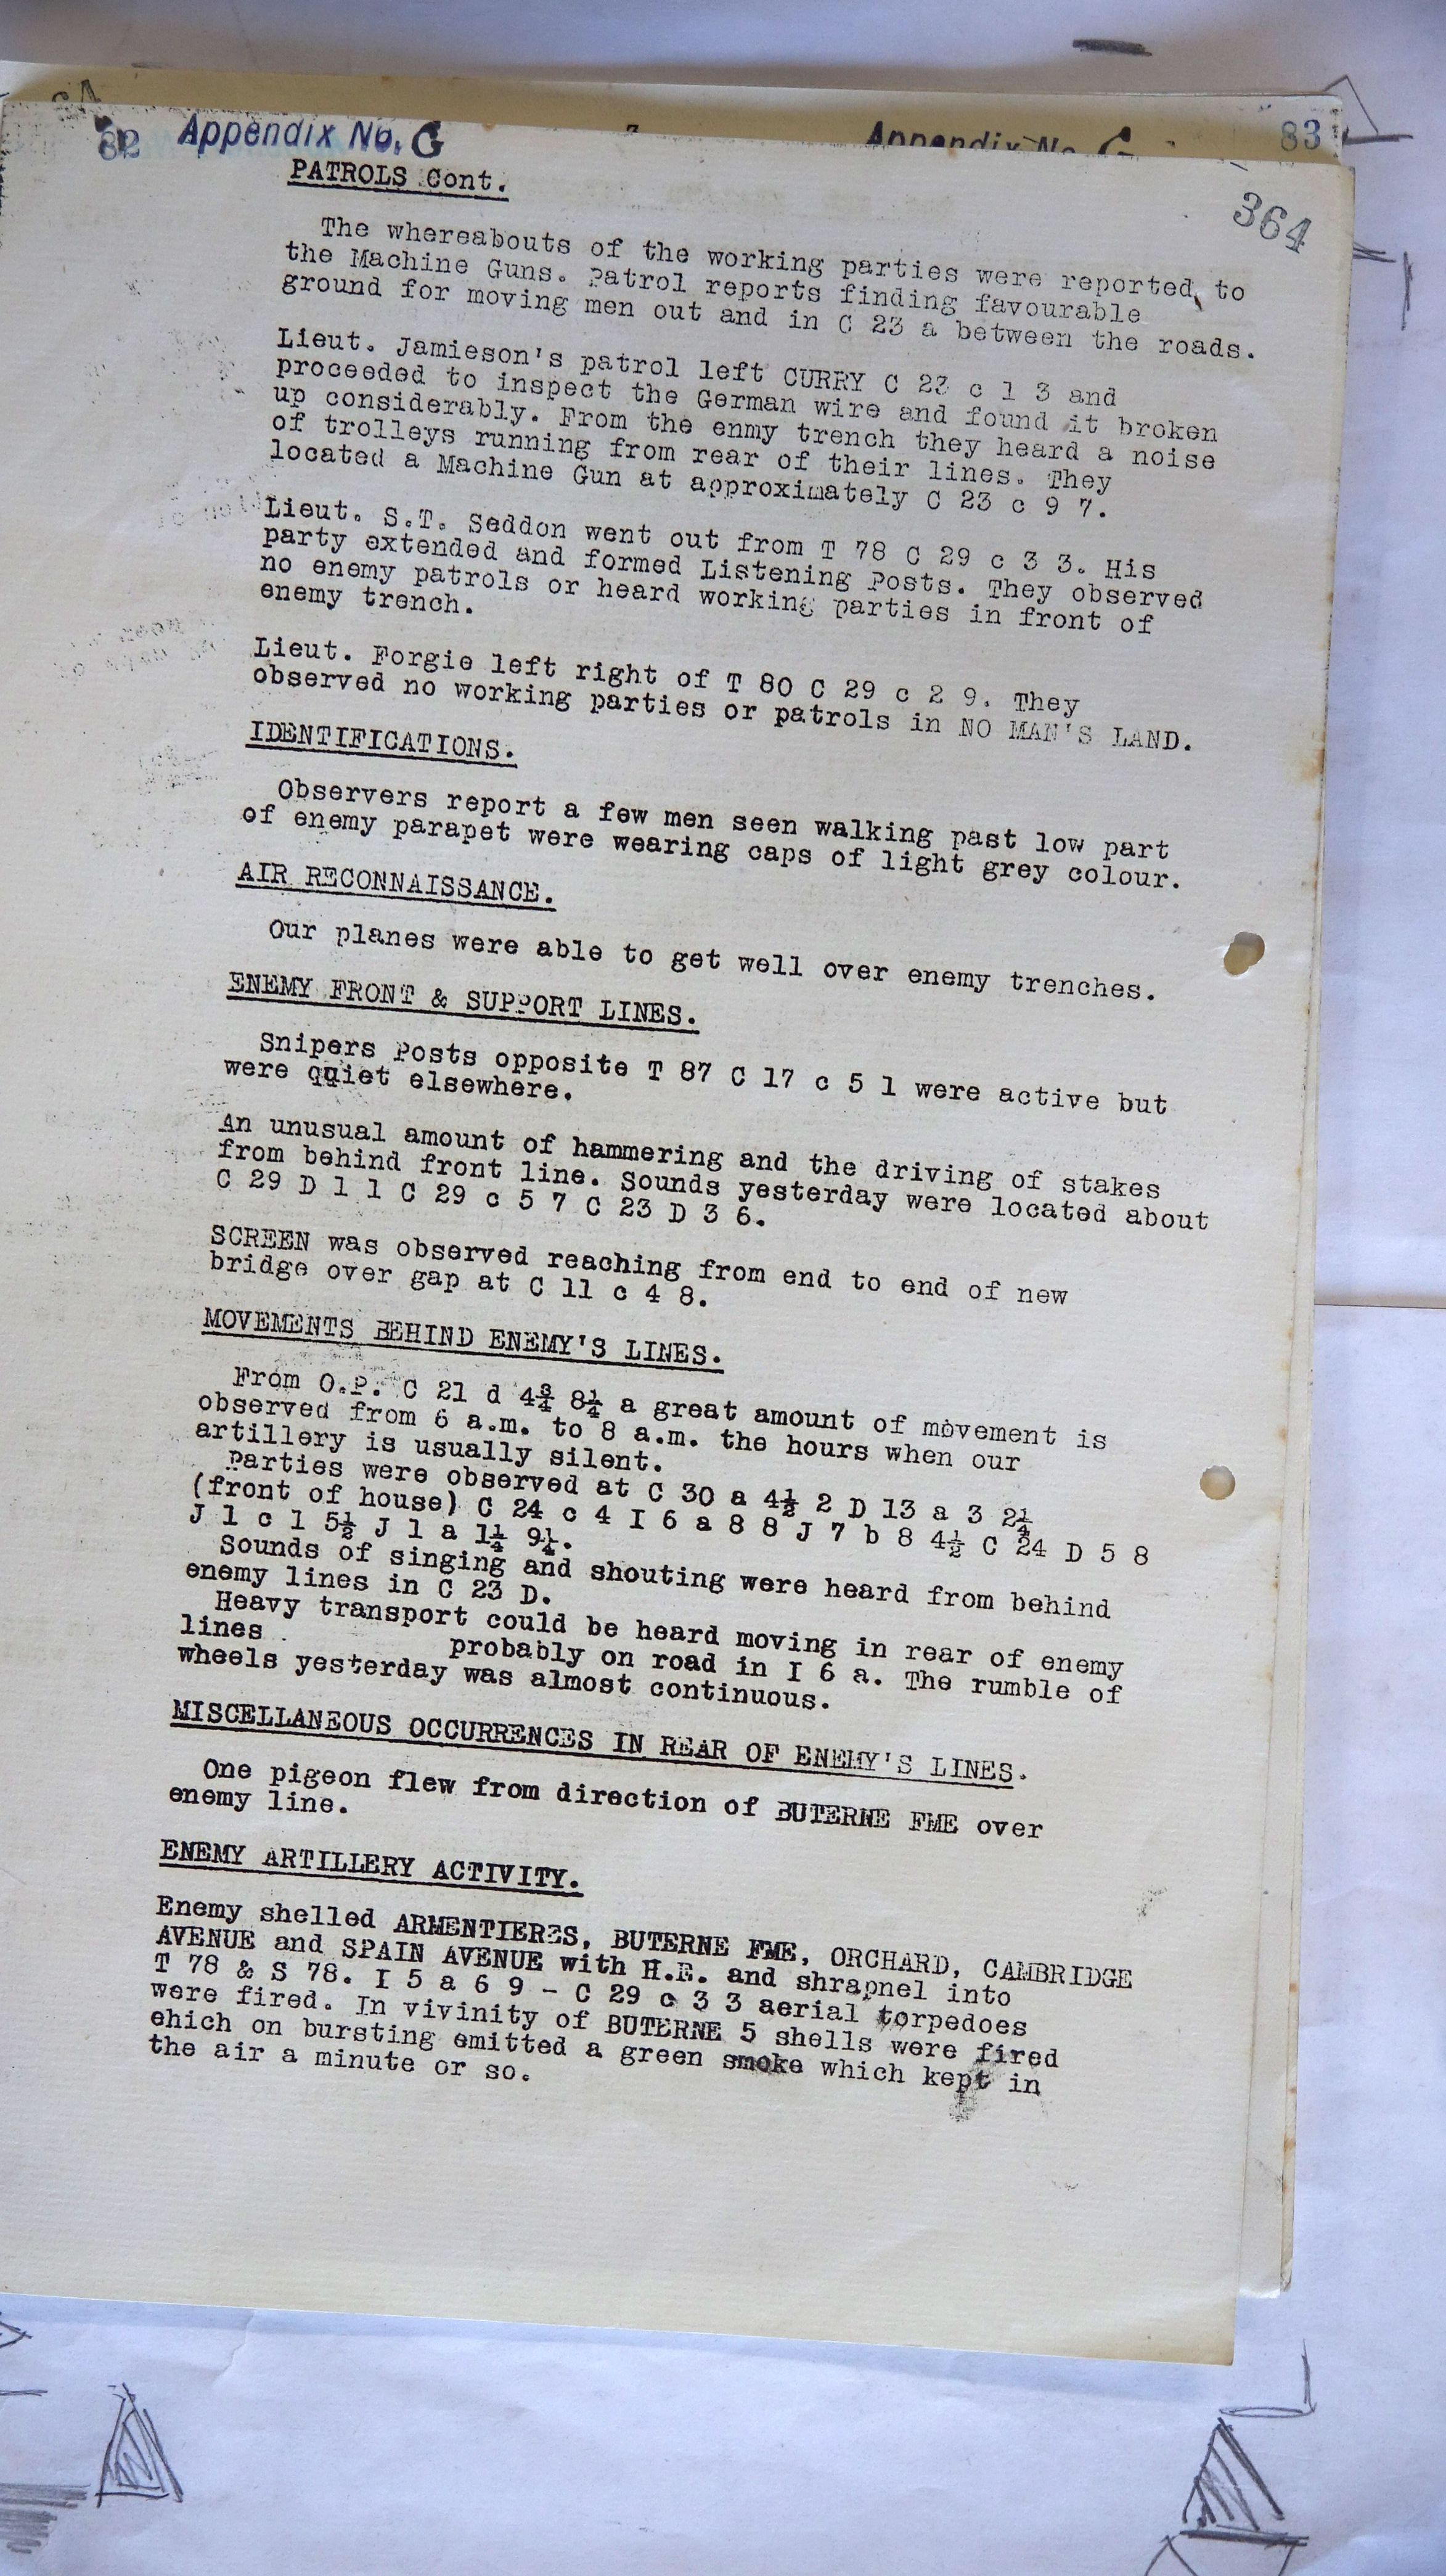 82 Appendix No. G
Appendix No. G 83
364
PATROLS Cont.
The whereabouts of the working parties were reported to
the Machine Guns. Patrol reports finding favourable
ground for moving men out and in C 23 a between the roads.
Lieut. Jamieson's patrol left CURRY C 23 c 1 3 and
proceeded to inspect the German wire and found it broken
up considerably. From the enmy trench they heard a noise
of trolleys running from rear of their lines. They
located a Machine Gun at approximately C 23 c 9 7.
Lieut. S.T. Seddon went out from T 78 C 29 c 3 3. His
party extended and formed Listening Posts. They observed
no enemy patrols or heard working parties in front of
enemy trench.
Lieut. Forgie left right of T 80 C 29 c 2 9. They
observed no working parties or patrols in NO MAN'S LAND.
IDENTIFICATIONS.
Observers report a few men seen walking past low part
of enemy parapet were wearing caps of light grey colour.
AIR RECONNAISSANCE.
Our planes were able to get well over enemy trenches.
ENEMY FRONT & SUPPORT LINES.
Snipers Posts opposite T 87 C 17 c 5 1 were active but
were quiet elsewhere.
An unusual amount of hammering and the driving of stakes
from behind front line. Sounds yesterday were located about
C 29 D 1 1 C 29 c 5 7 C 23 D 3 6.
SCREEN was observed reaching from end to end of new
bridge over gap at C 11 c 4 8.
MOVEMENTS BEHIND ENEMY'S LINES.
From O.P. C 21 d 4¾ 8¼ a great amount of movement is
observed from 6 a.m. to 8 a.m. the hours when our
artillery is usually silent.
Parties were observed at C 30 a 4½ 2 D 13 a 3 2¼
(front of house) C 24 c 4 I 6 a 8 8 J 7 b 8 4½ C 24 D 5 8
J 1 c 1 5½ J 1 a 1¼ 9¼.
Sounds of singing and shouting were heard from behind
enemy lines in C 23 D.
Heavy transport could be heard moving in rear of enemy
lines probably on road in I 6 a. The rumble of
wheels yesterday was almost continuous.
MISCELLANEOUS OCCURRENCES IN REAR OF ENEMY'S LINES.
One pigeon flew from direction of BUTERNE FME over
enemy line.
ENEMY ARTILLERY ACTIVITY.
Enemy shelled ARMENTIERES, BUTERNE FME, ORCHARD, CAMBRIDGE
AVENUE and SPAIN AVENUE with H.E. and shrapnel into
T 78 & S 78. I 5 a 6 9 - C 29 c 3 3 aerial torpedoes
were fired. In vivinity of BUTERNE 5 shells were fired
ehich on bursting emitted a green smoke which kept in
the air a minute or so.